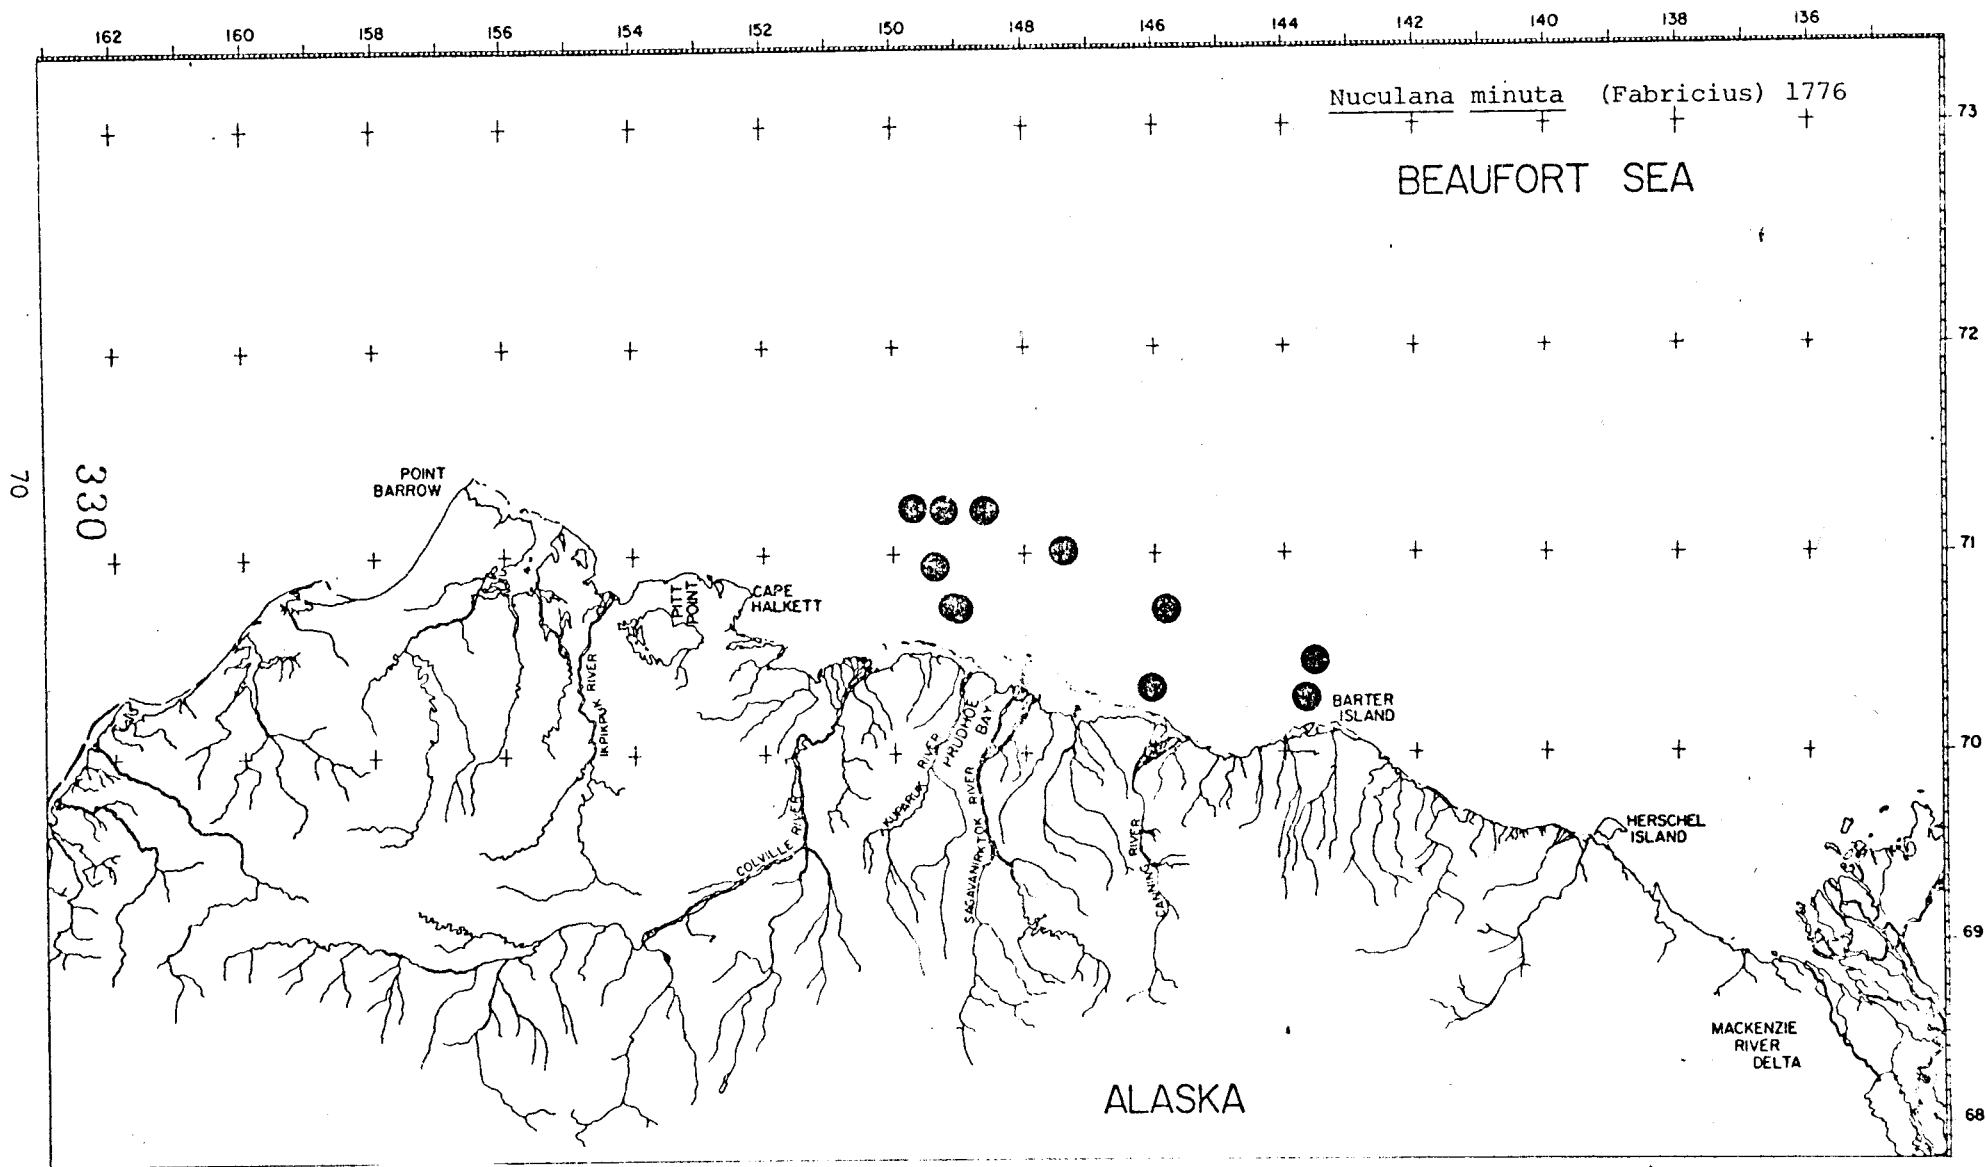 162 160 158 156 154 152 150 148 146 144 142 140 138 136
Nuculana minuta (Fabricius) 1776
73
BEAUFORT SEA
72
POINT
BARROW
330
70
71
PITT
POINT
CAPE
HALKETT
IKPIKPUK RIVER
BARTER
ISLAND
PRUDHOE
BAY
70
KUPARUK RIVER
COLVILLE RIVER
SAGAVANIRKTOK RIVER
CANNING RIVER
HERSCHEL
ISLAND
69
MACKENZIE
RIVER
DELTA
ALASKA
68